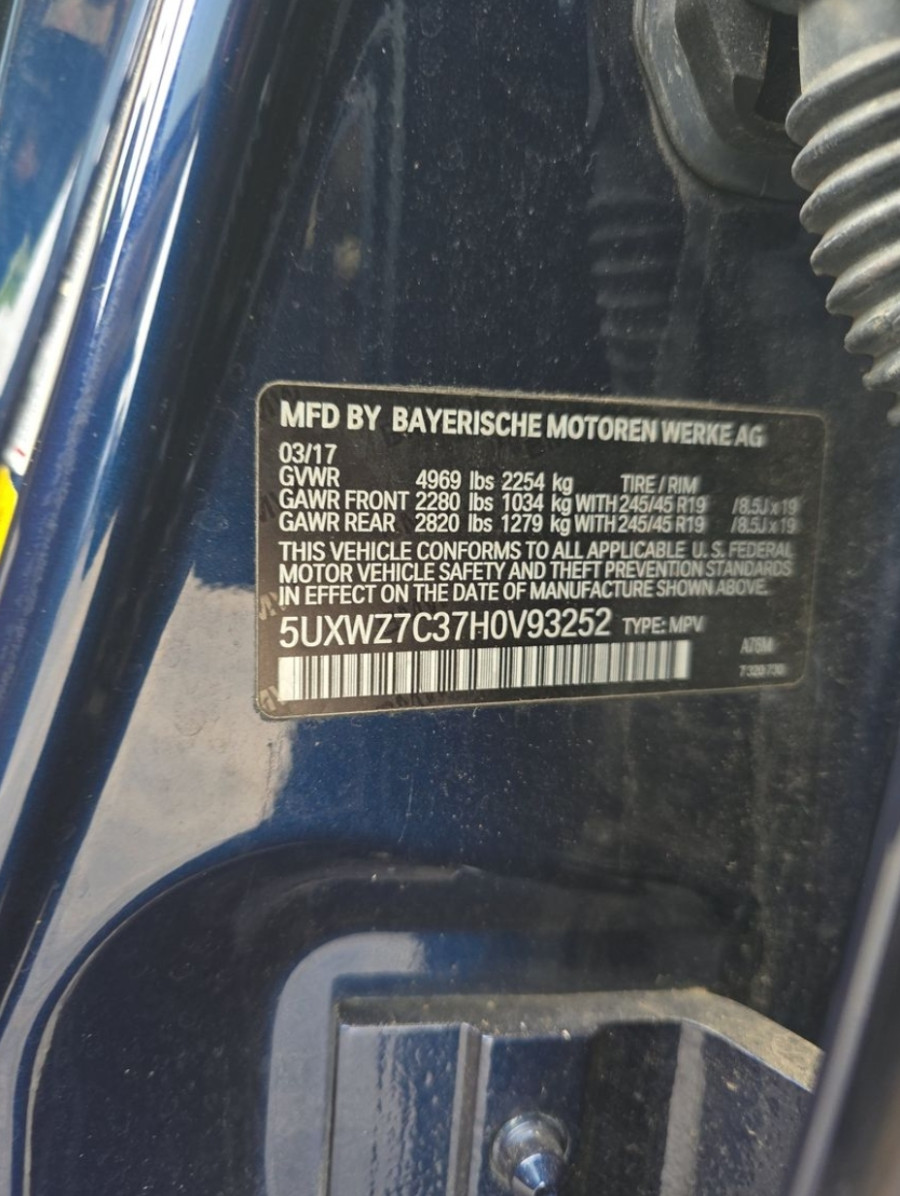 MFD BY BAYERISCHE MOTOREN WERKE AG
03/17
GVWR 4969 lbs 2254 kg TIRE / RIM
GAWR FRONT 2280 lbs 1034 kg WITH 245/45 R19 /8.5J x 19
GAWR REAR 2820 lbs 1279 kg WITH 245/45 R19 /8.5J x 19
THIS VEHICLE CONFORMS TO ALL APPLICABLE U.S. FEDERAL
MOTOR VEHICLE SAFETY AND THEFT PREVENTION STANDARDS
IN EFFECT ON THE DATE OF MANUFACTURE SHOWN ABOVE.
5UXWZ7C37H0V93252 TYPE: MPV